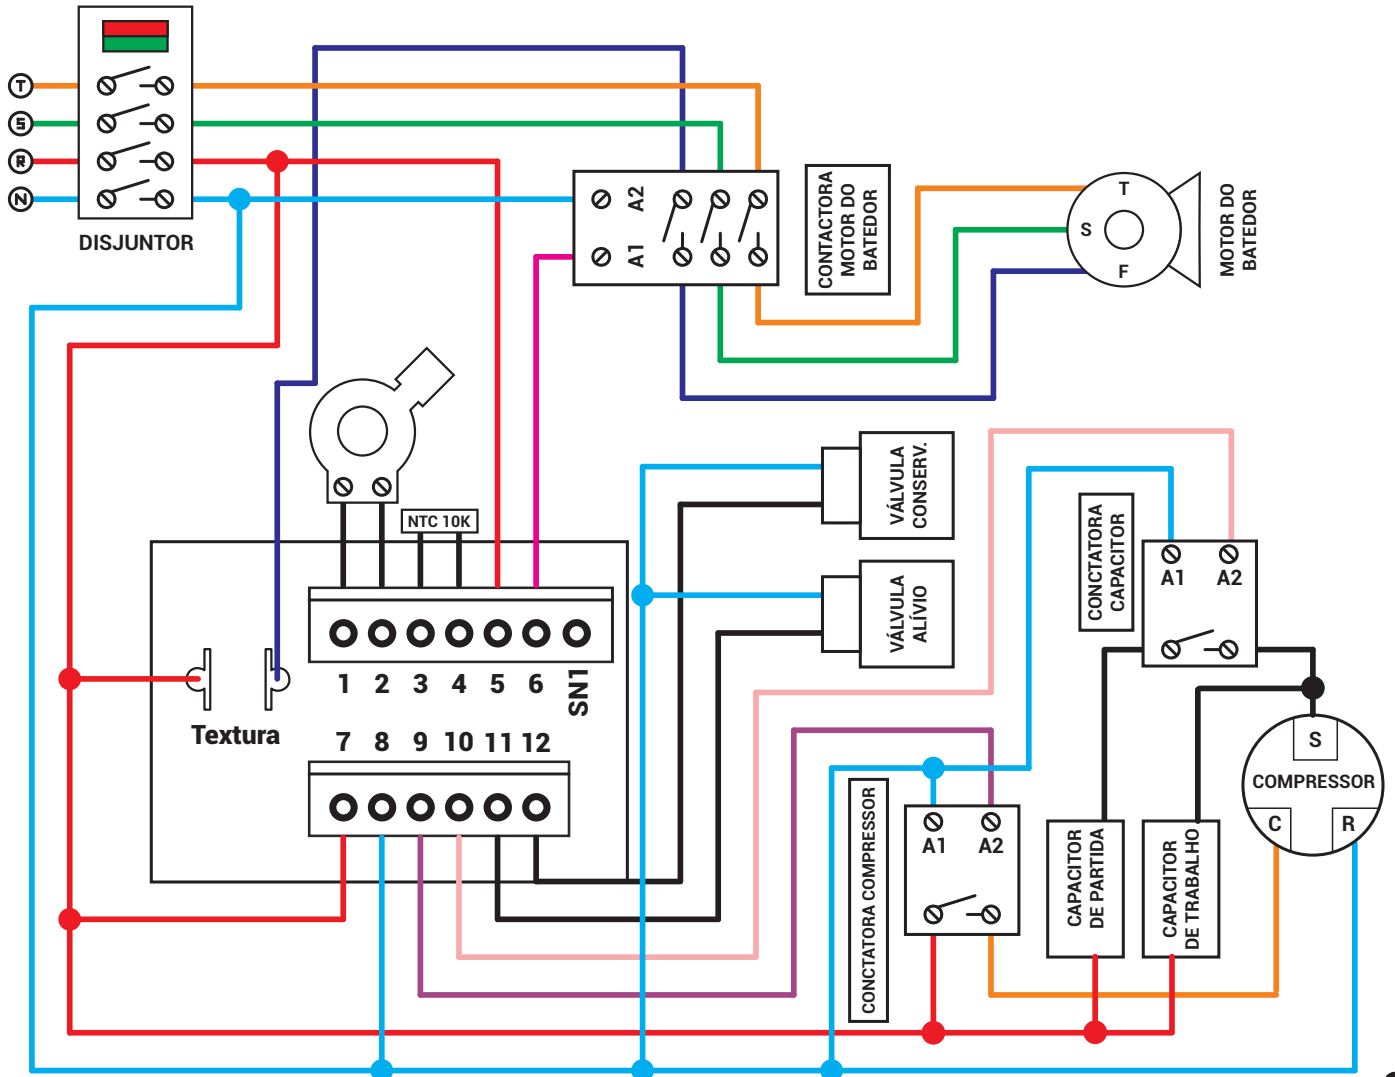 T
S
R
N
DISJUNTOR
A2
A1
CONTACTORA
MOTOR DO
BATEDOR
T
S
F
MOTOR DO
BATEDOR
NTC 10K
VÁLVULA
CONSERV.
VÁLVULA
ALÍVIO
CONCTATORA
CAPACITOR
A1 A2
1 2 3 4 5 6 SN1
Textura
7 8 9 10 11 12
S
COMPRESSOR
C R
CONCTATORA COMPRESSOR
A1 A2
CAPACITOR
DE PARTIDA
CAPACITOR
DE TRABALHO